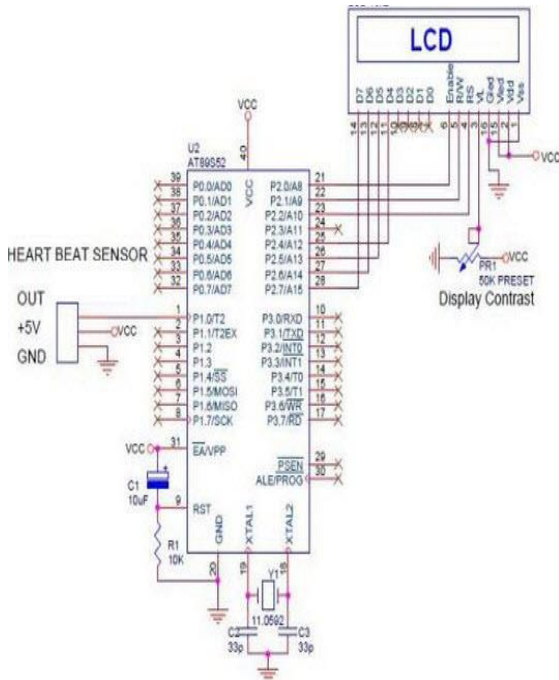 LCD
D7 D6 D5 D4 D3 D2 D1 D0 Enable R/W RS VL Gled Vled Vdd Vss
14 13 12 11 10 6 5 4 3 16 15 2 1
VCC
VCC
40
U2
AT89S52
VCC
39 P0.0/AD0 P2.0/A8 21
38 P0.1/AD1 P2.1/A9 22
37 P0.2/AD2 P2.2/A10 23
36 P0.3/AD3 P2.3/A11 24
35 P0.4/AD4 P2.4/A12 25
34 P0.5/AD5 P2.5/A13 26
33 P0.6/AD6 P2.6/A14 27
32 P0.7/AD7 P2.7/A15 28
VCC
PR1
50K PRESET
Display Contrast
HEART BEAT SENSOR
OUT
+5V
VCC
GND
1 P1.0/T2 P3.0/RXD 10
2 P1.1/T2EX P3.1/TXD 11
3 P1.2 P3.2/INT0 12
4 P1.3 P3.3/INT1 13
5 P1.4/SS P3.4/T0 14
6 P1.5/MOSI P3.5/T1 15
7 P1.6/MISO P3.6/WR 16
8 P1.7/SCK P3.7/RD 17
VCC 31 EA/VPP
PSEN 29
ALE/PROG 30
C1
10uF
+
9 RST
R1
10K
GND XTAL1 XTAL2
20 19 18
Y1
11.0592
C2 C3
33p 33p